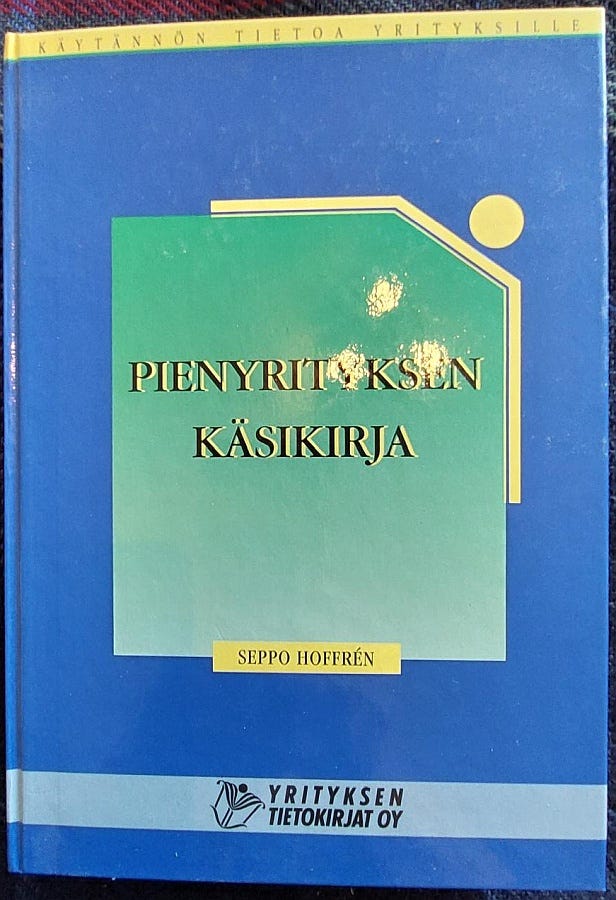 KÄYTÄNNÖN TIETOA YRITYKSILLE
PIENYRITYKSEN
KÄSIKIRJA
SEPPO HOFFRÉN
YRITYKSEN
TIETOKIRJAT OY